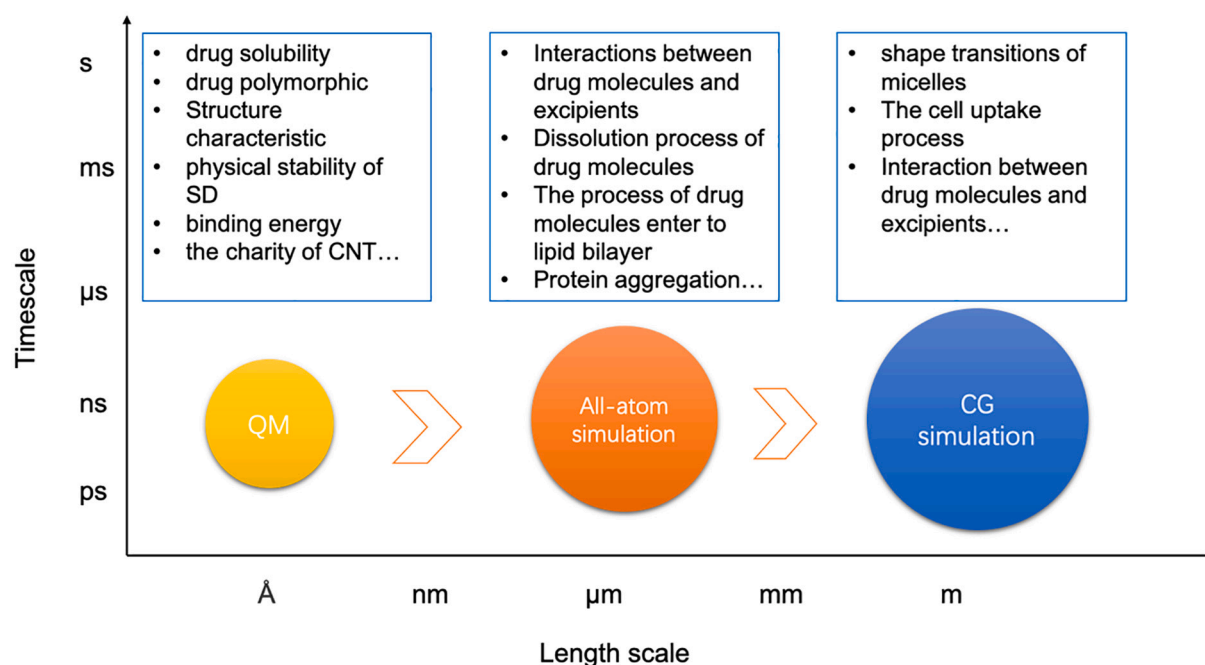 Timescale
s
ms
µs
ns
ps
• drug solubility
• drug polymorphic
• Structure
characteristic
• physical stability of
SD
• binding energy
• the charity of CNT…
• Interactions between
drug molecules and
excipients
• Dissolution process of
drug molecules
• The process of drug
molecules enter to
lipid bilayer
• Protein aggregation…
• shape transitions of
micelles
• The cell uptake
process
• Interaction between
drug molecules and
excipients…
QM
All-atom
simulation
CG
simulation
Å
nm
µm
mm
m
Length scale